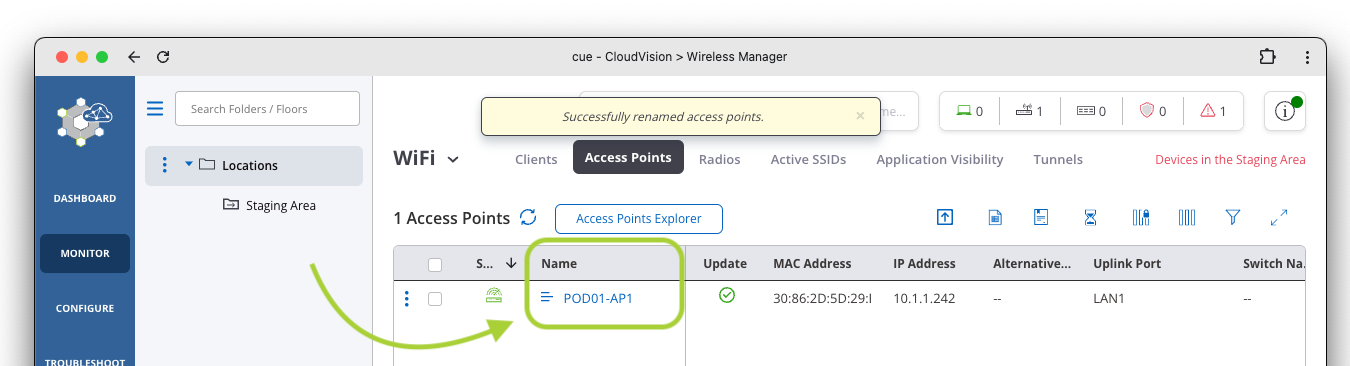 cue - CloudVision > Wireless Manager
Search Folders / Floors
Successfully renamed access points.
me...
0
1
0
0
1
WiFi
Clients
Access Points
Radios
Active SSIDs
Application Visibility
Tunnels
Devices in the Staging Area
Locations
Staging Area
DASHBOARD
MONITOR
CONFIGURE
TROUBLESHOOT
1 Access Points
Access Points Explorer
S...
Name
Update
MAC Address
IP Address
Alternative...
Uplink Port
Switch Na.
POD01-AP1
30:86:2D:5D:29:
10.1.1.242
--
LAN1
--